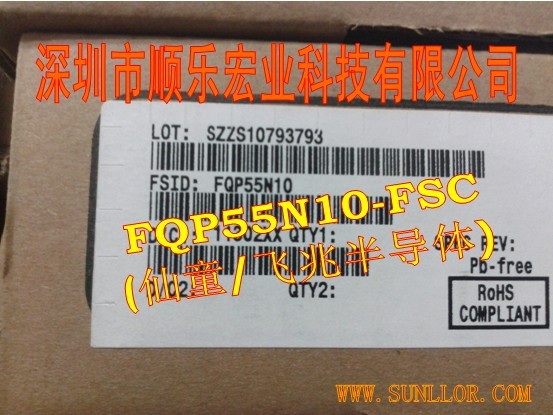 深圳市顺乐宏业科技有限公司
LOT: SZZS10793793
FSID: FQP55N10
FQP55N10-FSC
QTY1:
REV:
(仙童/飞兆半导体)
Pb-free
QTY2:
RoHS
COMPLIANT
WWW.SUNLLOR.COM